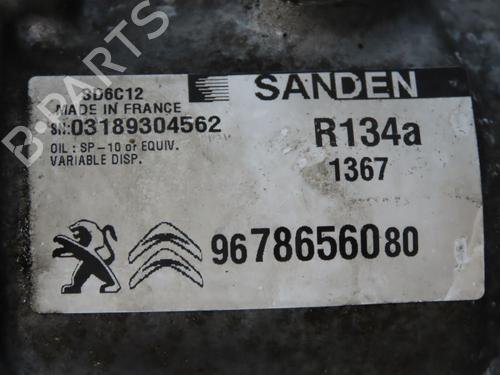 SD6C12
SANDEN
MADE IN FRANCE
SN:03189304562
R134a
OIL : SP-10 or EQUIV.
1367
VARIABLE DISP.
9678656080
B-PARTS